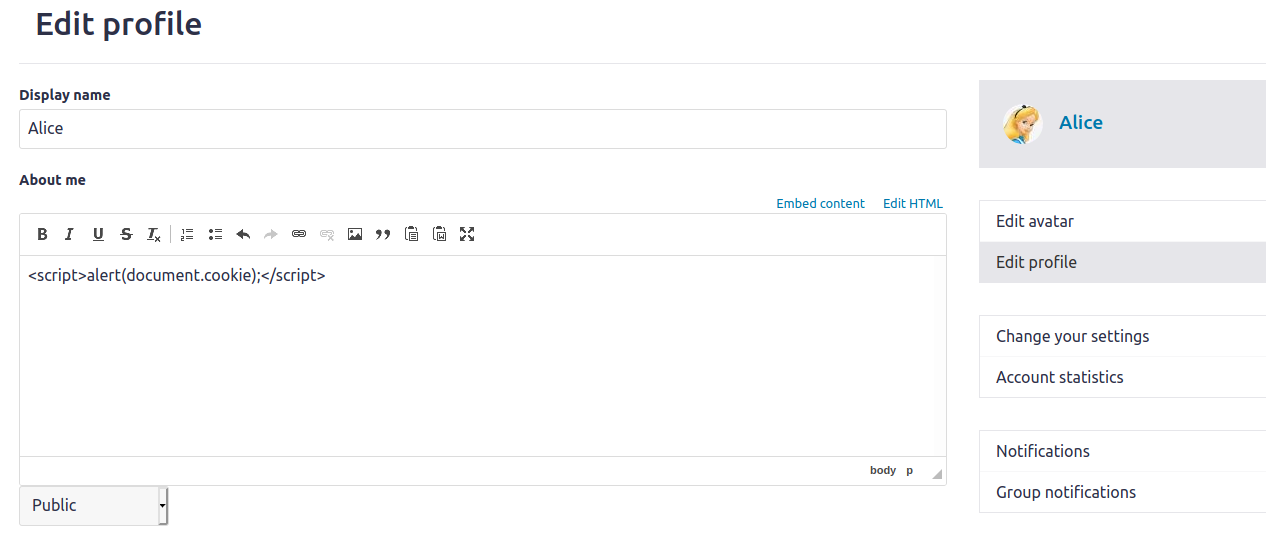 Edit profile
Display name
Alice
About me
Embed content Edit HTML
B I U S Tx
<script>alert(document.cookie);</script>
body p
Public
Alice
Edit avatar
Edit profile
Change your settings
Account statistics
Notifications
Group notifications